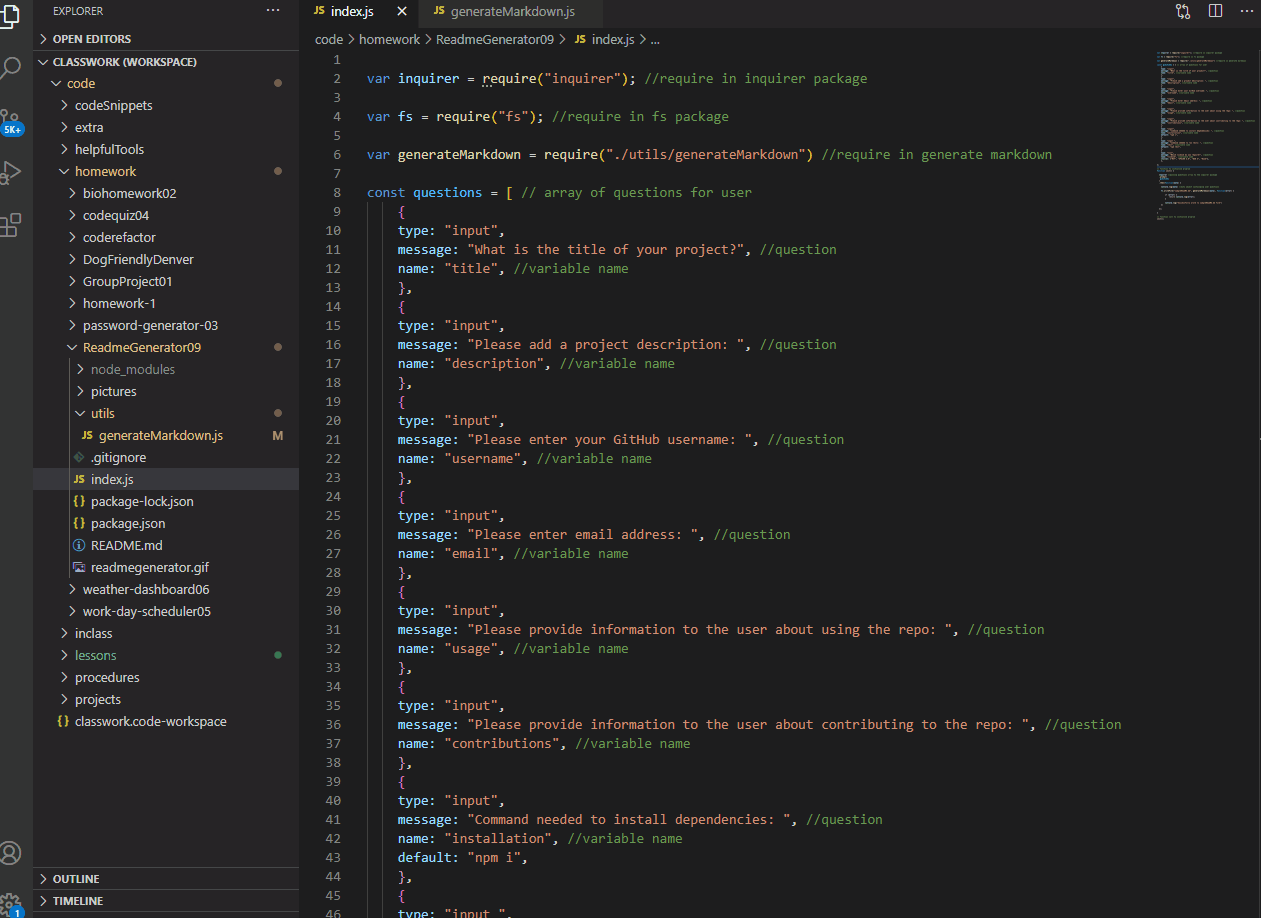 EXPLORER
OPEN EDITORS
CLASSWORK (WORKSPACE)
code
codeSnippets
extra
helpfulTools
homework
biohomework02
codequiz04
coderefactor
DogFriendlyDenver
GroupProject01
homework-1
password-generator-03
ReadmeGenerator09
node_modules
pictures
utils
JS generateMarkdown.js M
.gitignore
JS index.js
{} package-lock.json
{} package.json
README.md
readmegenerator.gif
weather-dashboard06
work-day-scheduler05
inclass
lessons
procedures
projects
{} classwork.code-workspace
OUTLINE
TIMELINE
5K+
1
JS index.js
JS generateMarkdown.js
code > homework > ReadmeGenerator09 > JS index.js > ...
1
2 var inquirer = require("inquirer"); //require in inquirer package
3
4 var fs = require("fs"); //require in fs package
5
6 var generateMarkdown = require("./utils/generateMarkdown") //require in generate markdown
7
8 const questions = [ // array of questions for user
9 {
10 type: "input",
11 message: "What is the title of your project?", //question
12 name: "title", //variable name
13 },
14 {
15 type: "input",
16 message: "Please add a project description: ", //question
17 name: "description", //variable name
18 },
19 {
20 type: "input",
21 message: "Please enter your GitHub username: ", //question
22 name: "username", //variable name
23 },
24 {
25 type: "input",
26 message: "Please enter email address: ", //question
27 name: "email", //variable name
28 },
29 {
30 type: "input",
31 message: "Please provide information to the user about using the repo: ", //question
32 name: "usage", //variable name
33 },
34 {
35 type: "input",
36 message: "Please provide information to the user about contributing to the repo: ", //question
37 name: "contributions", //variable name
38 },
39 {
40 type: "input",
41 message: "Command needed to install dependencies: ", //question
42 name: "installation", //variable name
43 default: "npm i",
44 },
45 {
46 type: "input ",